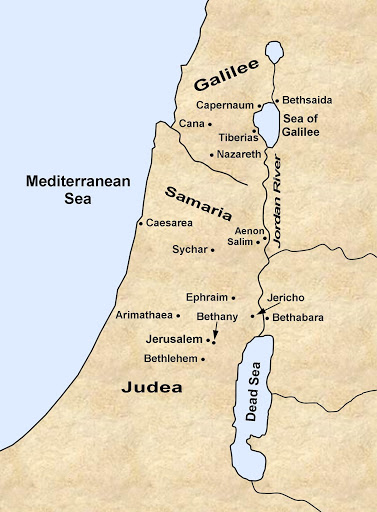 Galilee
Capernaum
Bethsaida
Cana
Sea of
Galilee
Tiberias
Nazareth
Mediterranean
Sea
Jordan River
Samaria
Caesarea
Aenon
Salim
Sychar
Ephraim
Jericho
Arimathaea
Bethany
Bethabara
Jerusalem
Bethlehem
Judea
Dead Sea